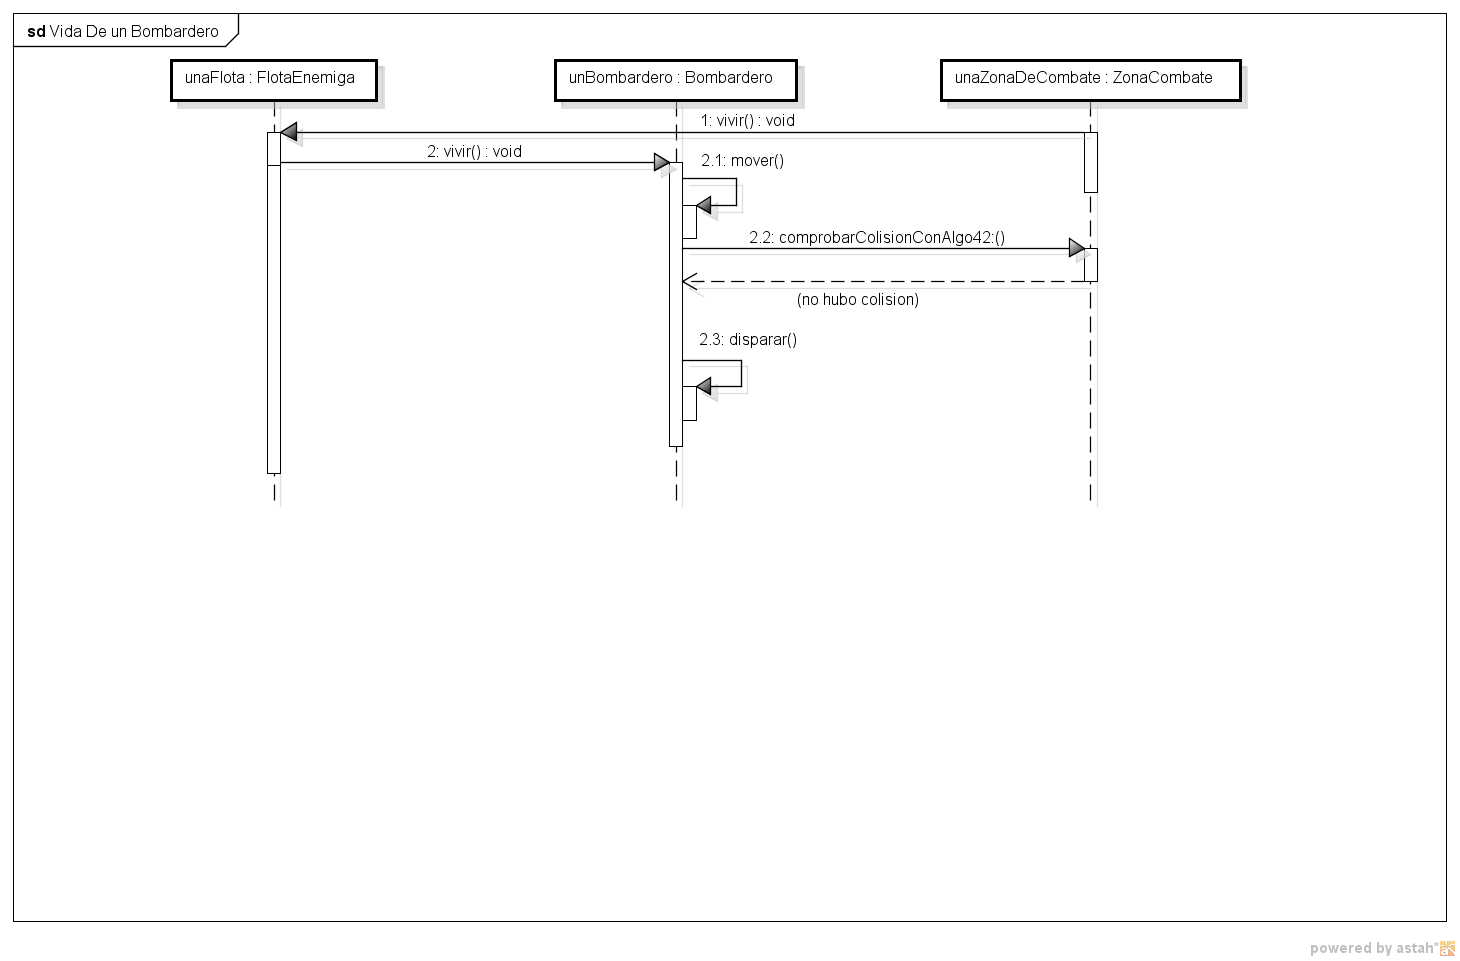 sd Vida De un Bombardero
unaFlota : FlotaEnemiga
unBombardero : Bombardero
unaZonaDeCombate : ZonaCombate
1: vivir() : void
2: vivir() : void
2.1: mover()
2.2: comprobarColisionConAlgo42:()
(no hubo colision)
2.3: disparar()
powered by astah*